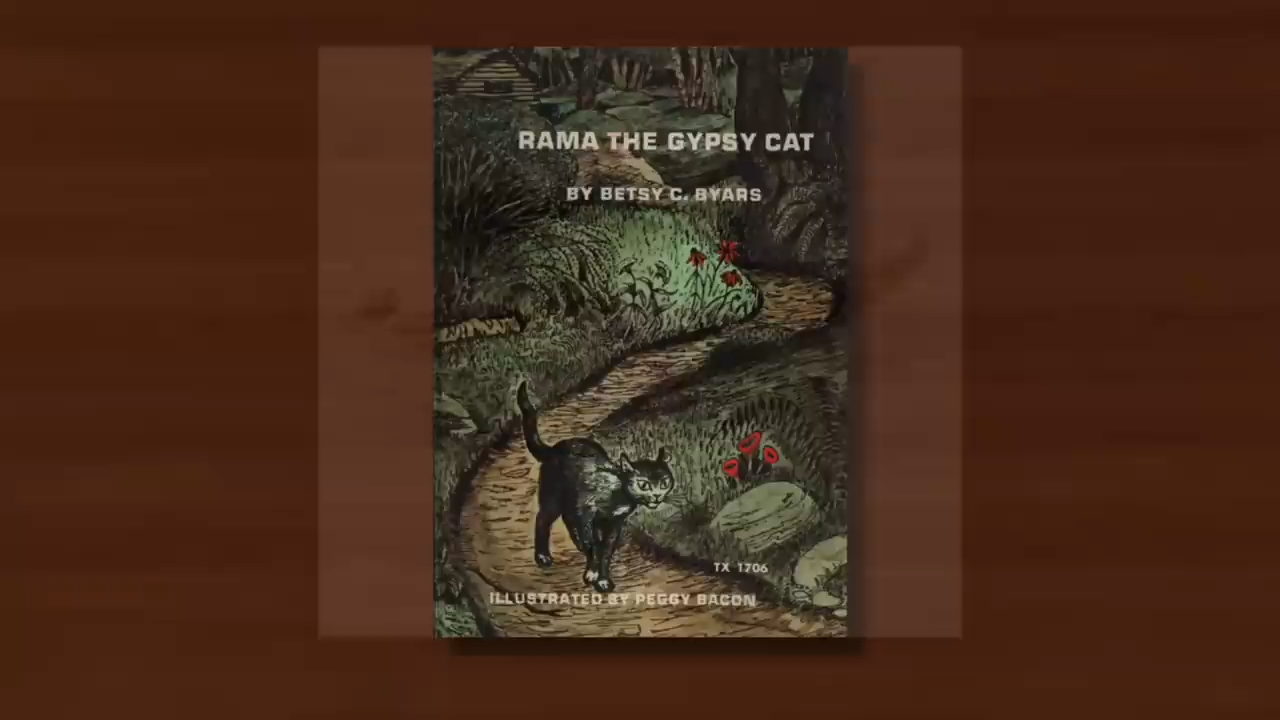 RAMA THE GYPSY CAT
BY BETSY C. BYARS
TX 1706
ILLUSTRATED BY PEGGY BACON